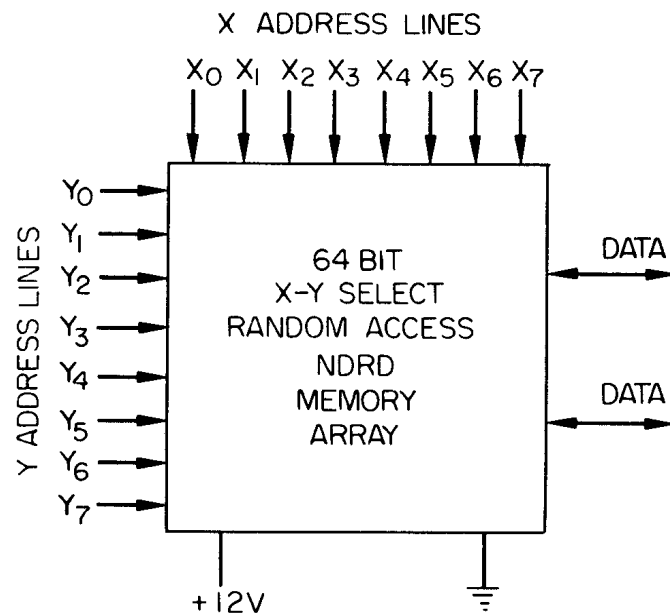 X ADDRESS LINES
X0 X1 X2 X3 X4 X5 X6 X7
Y ADDRESS LINES
Y0
Y1
Y2
Y3
Y4
Y5
Y6
Y7
64 BIT
X-Y SELECT
RANDOM ACCESS
NDRD
MEMORY
ARRAY
DATA
DATA
+12V